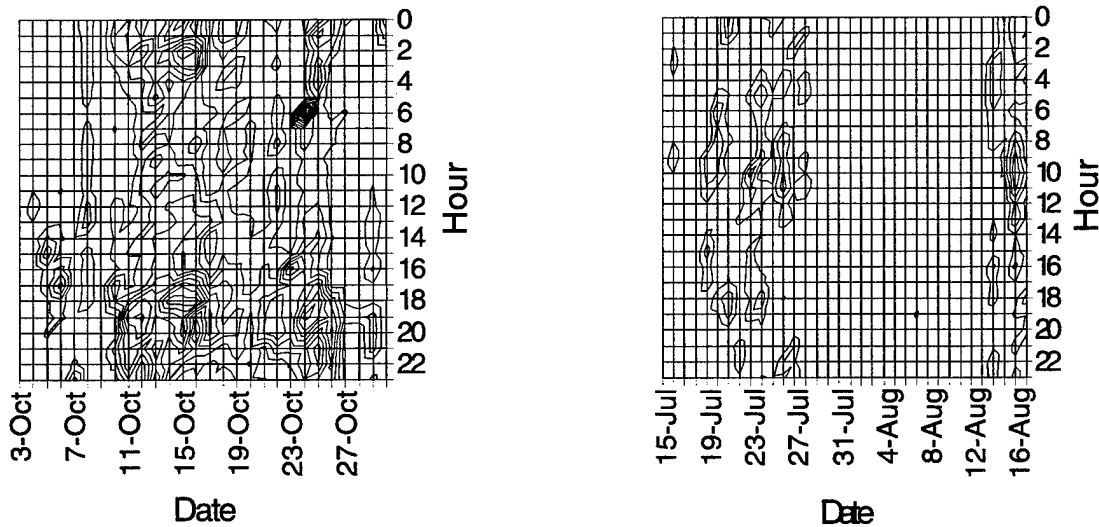 0
2
4
6
8
10
12
14
16
18
20
22
Hour
3-Oct
7-Oct
11-Oct
15-Oct
19-Oct
23-Oct
27-Oct
Date
0
2
4
6
8
10
12
14
16
18
20
22
Hour
15-Jul
19-Jul
23-Jul
27-Jul
31-Jul
4-Aug
8-Aug
12-Aug
16-Aug
Date